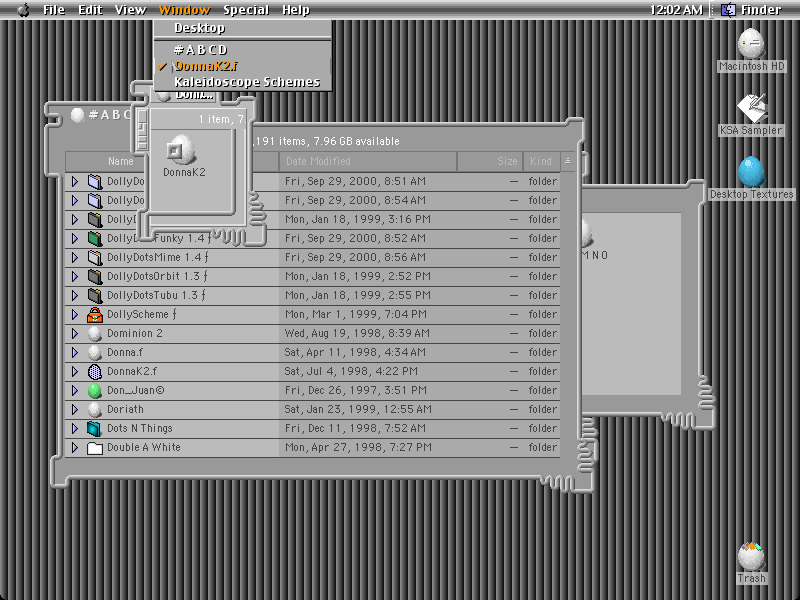 File Edit View Window Special Help 12:02 AM Finder
Desktop
#ABCD
✓ DonnaK2.f
Kaleidoscope Schemes
Macintosh HD
KSA Sampler
Desktop Textures
Trash
#ABC
1 item, 7.
DonnaK2
,191 items, 7.96 GB available
Name Date Modified Size Kind
DollyDo Fri, Sep 29, 2000, 8:51 AM — folder
DollyDo Fri, Sep 29, 2000, 8:54 AM — folder
DollyD Mon, Jan 18, 1999, 3:16 PM — folder
DollyD Funky 1.4 ƒ Fri, Sep 29, 2000, 8:52 AM — folder
DollyDotsMime 1.4 ƒ Fri, Sep 29, 2000, 8:56 AM — folder
DollyDotsOrbit 1.3 ƒ Mon, Jan 18, 1999, 2:52 PM — folder
DollyDotsTubu 1.3 ƒ Mon, Jan 18, 1999, 2:55 PM — folder
DollyScheme ƒ Mon, Mar 1, 1999, 7:04 PM — folder
Dominion 2 Wed, Aug 19, 1998, 8:39 AM — folder
Donna.f Sat, Apr 11, 1998, 4:34 AM — folder
DonnaK2.f Sat, Jul 4, 1998, 4:22 PM — folder
Don_Juan© Fri, Dec 26, 1997, 3:51 PM — folder
Doriath Sat, Jan 23, 1999, 12:55 AM — folder
Dots N Things Fri, Dec 11, 1998, 7:52 AM — folder
Double A White Mon, Apr 27, 1998, 7:27 PM — folder
M N O